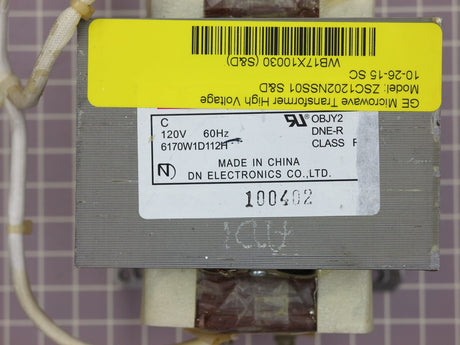 GE Microwave Transformer High Voltage
Model: ZSC1202NSS01 S&D
10-26-15 SC
WB17X10030 (S&D)
C
120V 60Hz
6170W1D112H
OBJY2
DNE-R
CLASS
N
MADE IN CHINA
DN ELECTRONICS CO.,LTD.
100402